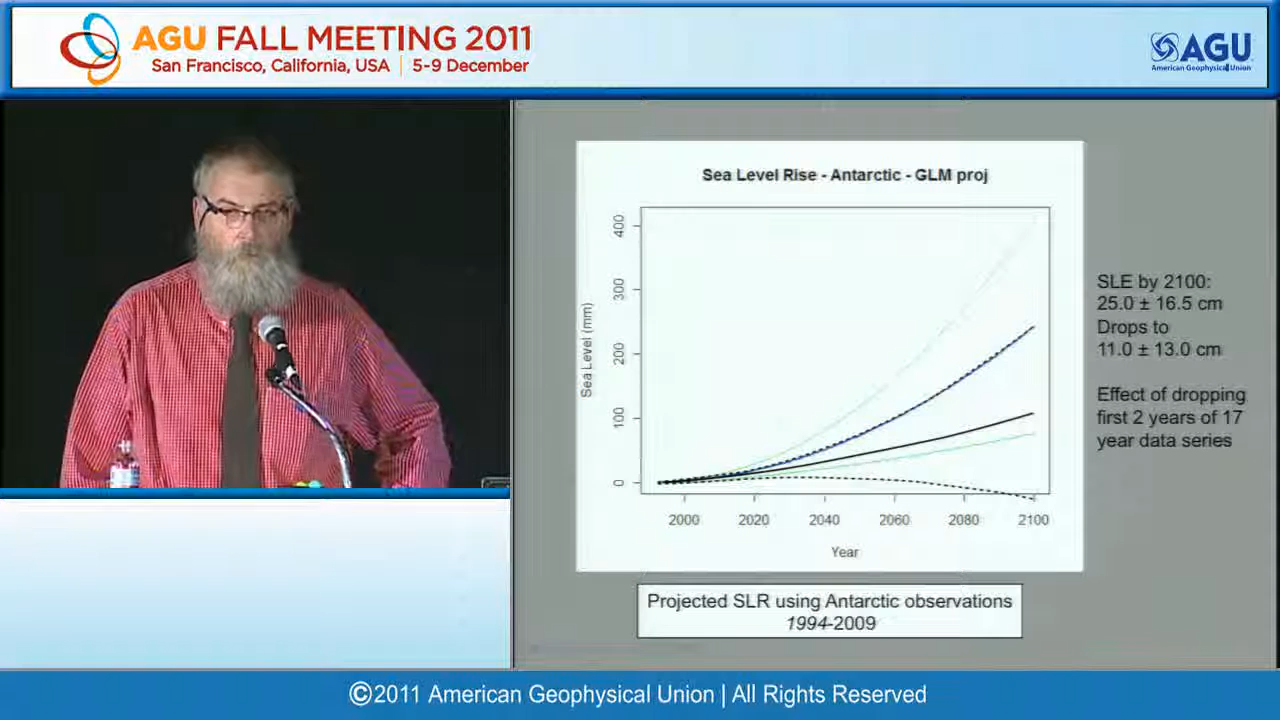 AGU FALL MEETING 2011
San Francisco, California, USA | 5-9 December
AGU
American Geophysical Union
Sea Level Rise - Antarctic - GLM proj
Sea Level (mm)
400
300
200
100
0
2000 2020 2040 2060 2080 2100
Year
SLE by 2100:
25.0 ± 16.5 cm
Drops to
11.0 ± 13.0 cm
Effect of dropping
first 2 years of 17
year data series
Projected SLR using Antarctic observations
1994-2009
©2011 American Geophysical Union | All Rights Reserved